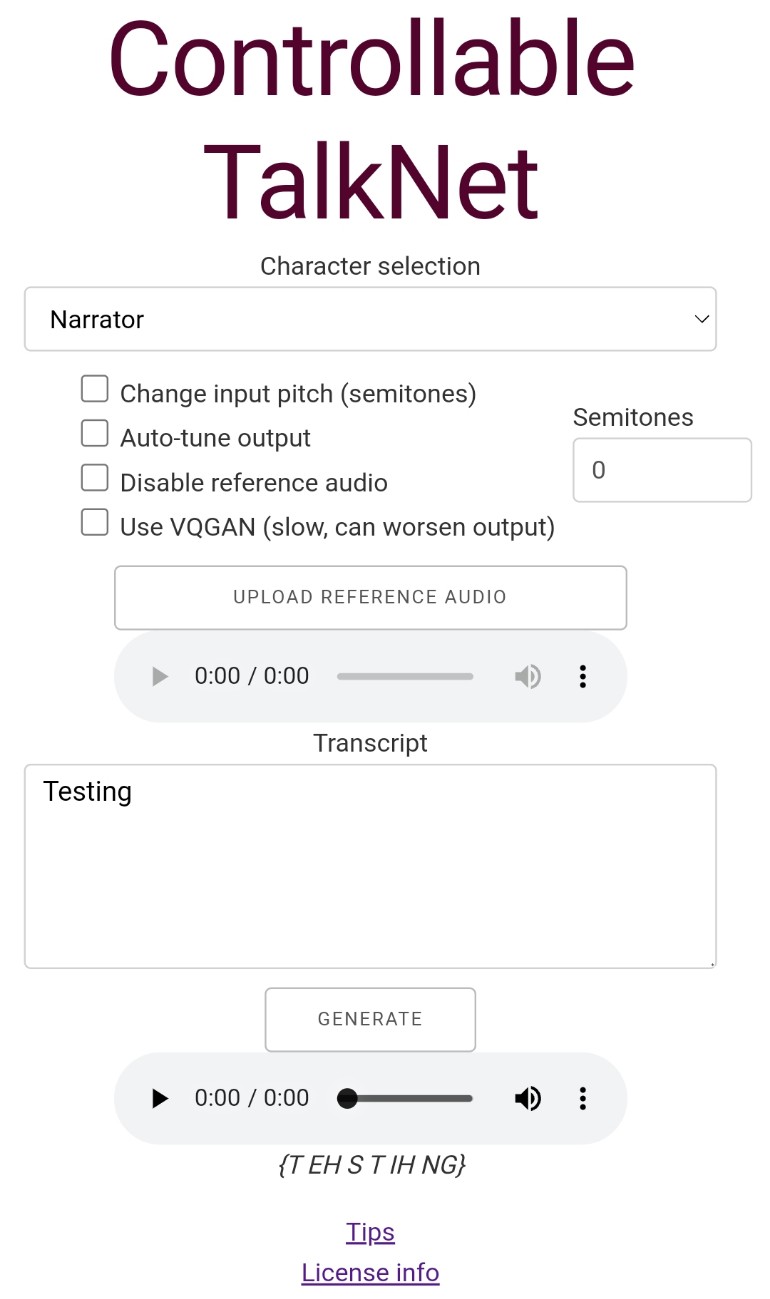 Controllable
TalkNet
Character selection
Narrator
Change input pitch (semitones)
Auto-tune output
Disable reference audio
Use VQGAN (slow, can worsen output)
Semitones
0
UPLOAD REFERENCE AUDIO
0:00 / 0:00
Transcript
Testing
GENERATE
0:00 / 0:00
{T EH S T IH NG}
Tips
License info